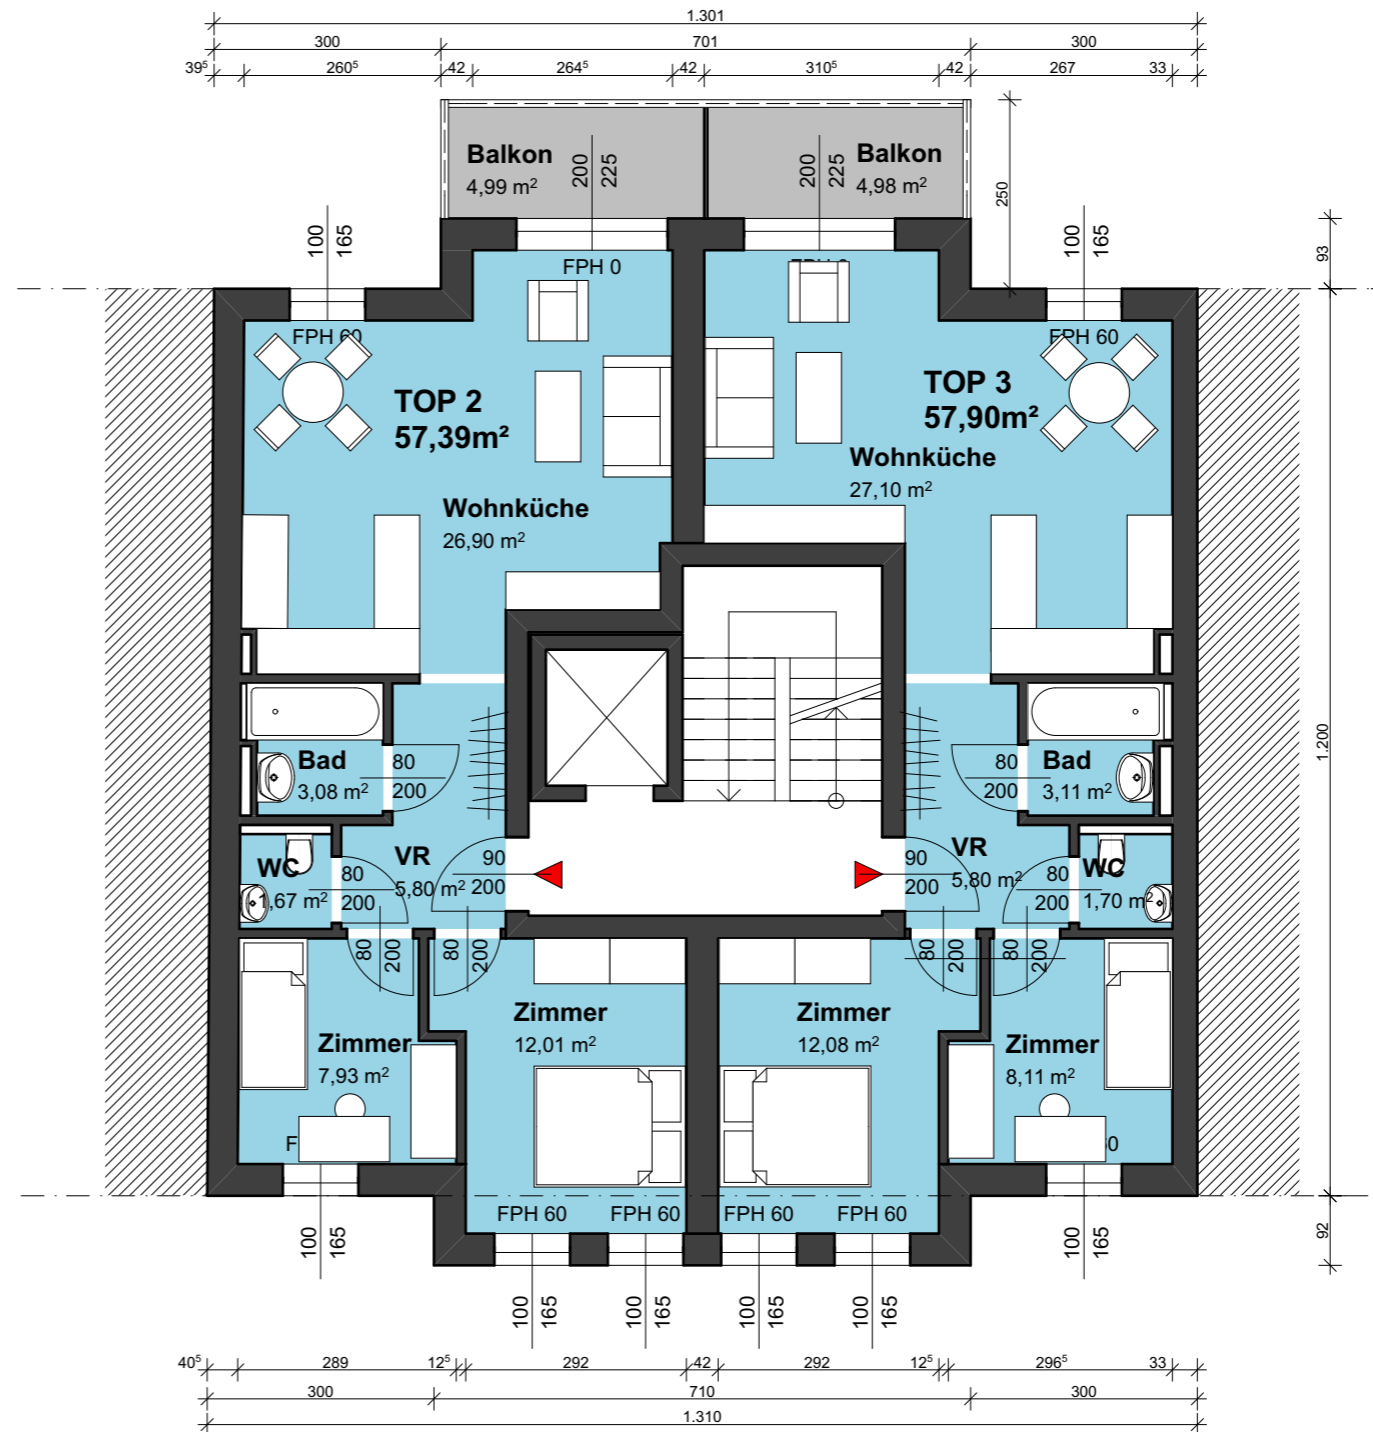 1.301
300 701 300
39⁵ 260⁵ 42 264⁵ 42 310⁵ 42 267 33
Balkon
4,99 m²
200
225
200
225
Balkon
4,98 m²
250
100
165
100
165
93
FPH 0
FPH 60
FPH 60
TOP 2
57,39m²
TOP 3
57,90m²
Wohnküche
27,10 m²
Wohnküche
26,90 m²
1.200
Bad
3,08 m²
80
200
80
200
Bad
3,11 m²
WC
1,67 m²
80
200
VR
5,80 m²
90
200
90
200
VR
5,80 m²
80
200
WC
1,70 m²
80
200
80
200
80
200
80
200
Zimmer
12,01 m²
Zimmer
12,08 m²
Zimmer
7,93 m²
Zimmer
8,11 m²
FPH 60 FPH 60 FPH 60 FPH 60
100
165
100
165
92
100
165
100
165
100
165
100
165
40⁵ 289 12⁵ 292 42 292 12⁵ 296⁵ 33
300 710 300
1.310